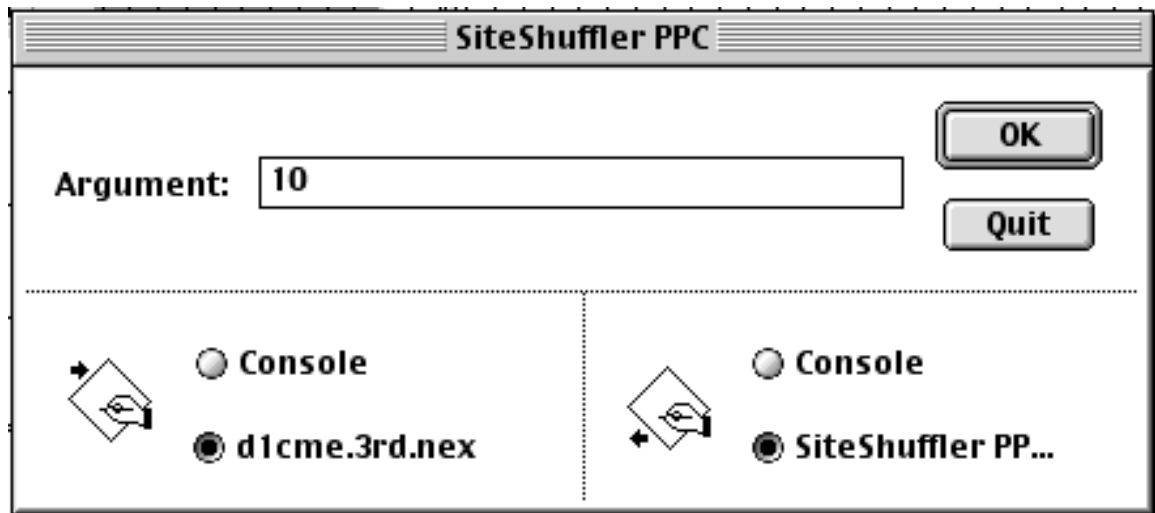 SiteShuffler PPC
Argument: 10
OK
Quit
Console
d1cme.3rd.nex
Console
SiteShuffler PP...